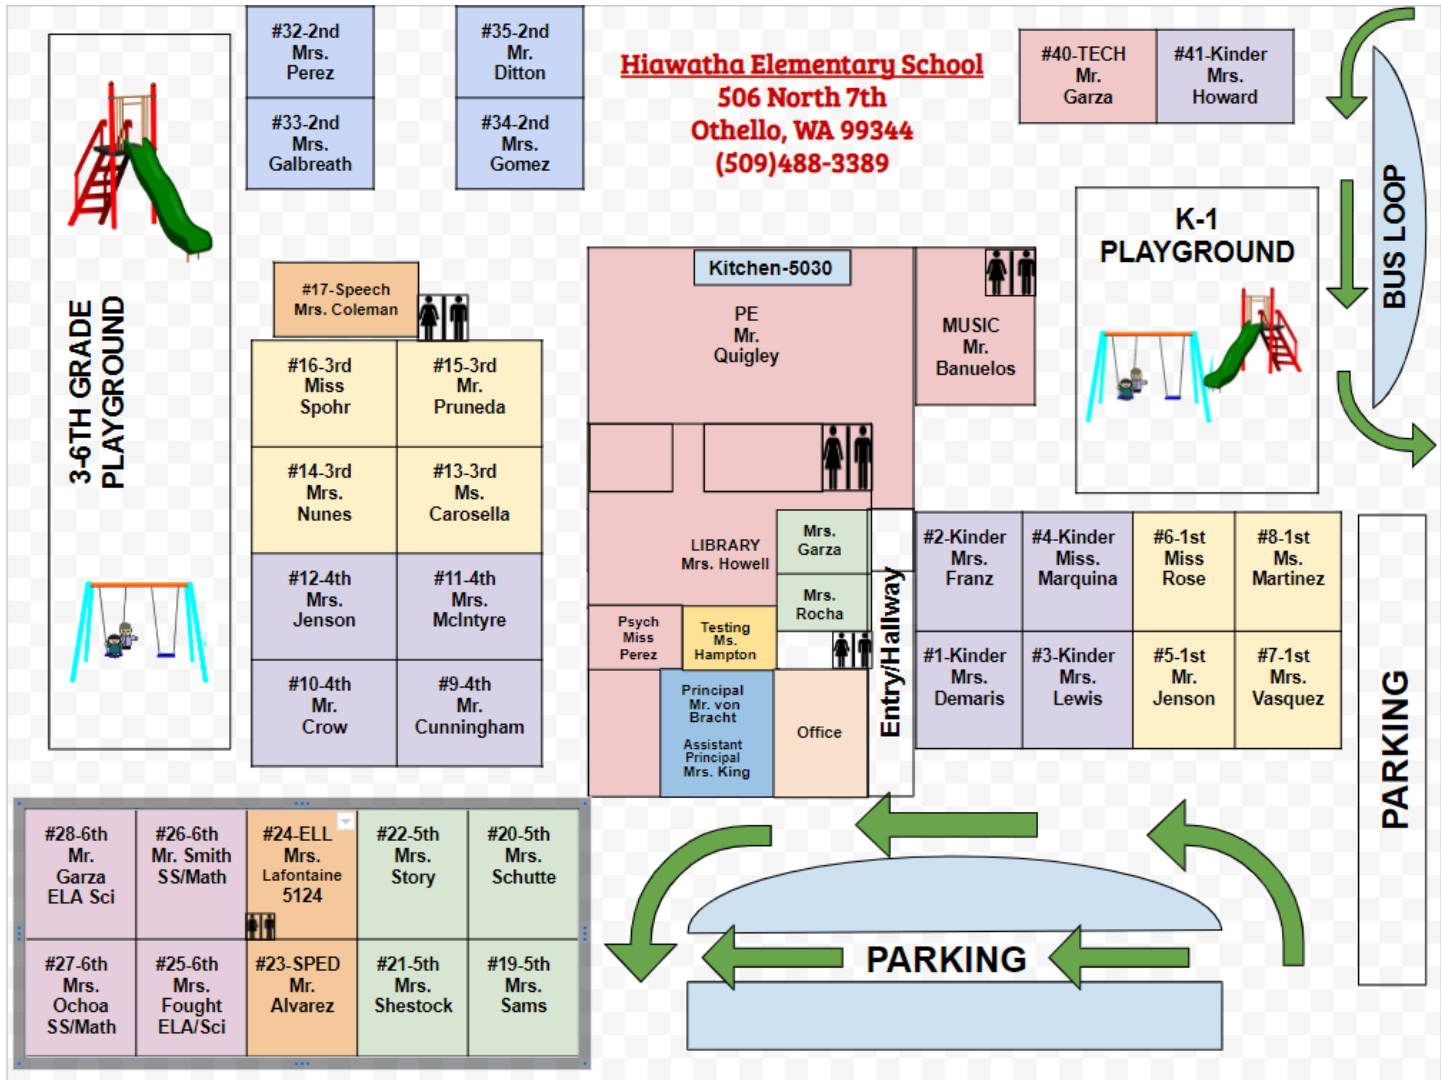 #32-2nd
Mrs.
Perez
#35-2nd
Mr.
Ditton
#33-2nd
Mrs.
Galbreath
#34-2nd
Mrs.
Gomez
Hiawatha Elementary School
506 North 7th
Othello, WA 99344
(509)488-3389
#40-TECH
Mr.
Garza
#41-Kinder
Mrs.
Howard
BUS LOOP
K-1
PLAYGROUND
3-6TH GRADE
PLAYGROUND
#17-Speech
Mrs. Coleman
#16-3rd
Miss
Spohr
#15-3rd
Mr.
Pruneda
#14-3rd
Mrs.
Nunes
#13-3rd
Ms.
Carosella
#12-4th
Mrs.
Jenson
#11-4th
Mrs.
McIntyre
#10-4th
Mr.
Crow
#9-4th
Mr.
Cunningham
Kitchen-5030
PE
Mr.
Quigley
MUSIC
Mr.
Banuelos
LIBRARY
Mrs. Howell
Mrs.
Garza
Mrs.
Rocha
Psych
Miss
Perez
Testing
Ms.
Hampton
Principal
Mr. von
Bracht
Assistant
Principal
Mrs. King
Office
Entry/Hallway
#2-Kinder
Mrs.
Franz
#4-Kinder
Miss.
Marquina
#6-1st
Miss
Rose
#8-1st
Ms.
Martinez
#1-Kinder
Mrs.
Demaris
#3-Kinder
Mrs.
Lewis
#5-1st
Mr.
Jenson
#7-1st
Mrs.
Vasquez
PARKING
#28-6th
Mr.
Garza
ELA Sci
#26-6th
Mr. Smith
SS/Math
#24-ELL
Mrs.
Lafontaine
5124
#22-5th
Mrs.
Story
#20-5th
Mrs.
Schutte
#27-6th
Mrs.
Ochoa
SS/Math
#25-6th
Mrs.
Fought
ELA/Sci
#23-SPED
Mr.
Alvarez
#21-5th
Mrs.
Shestock
#19-5th
Mrs.
Sams
PARKING